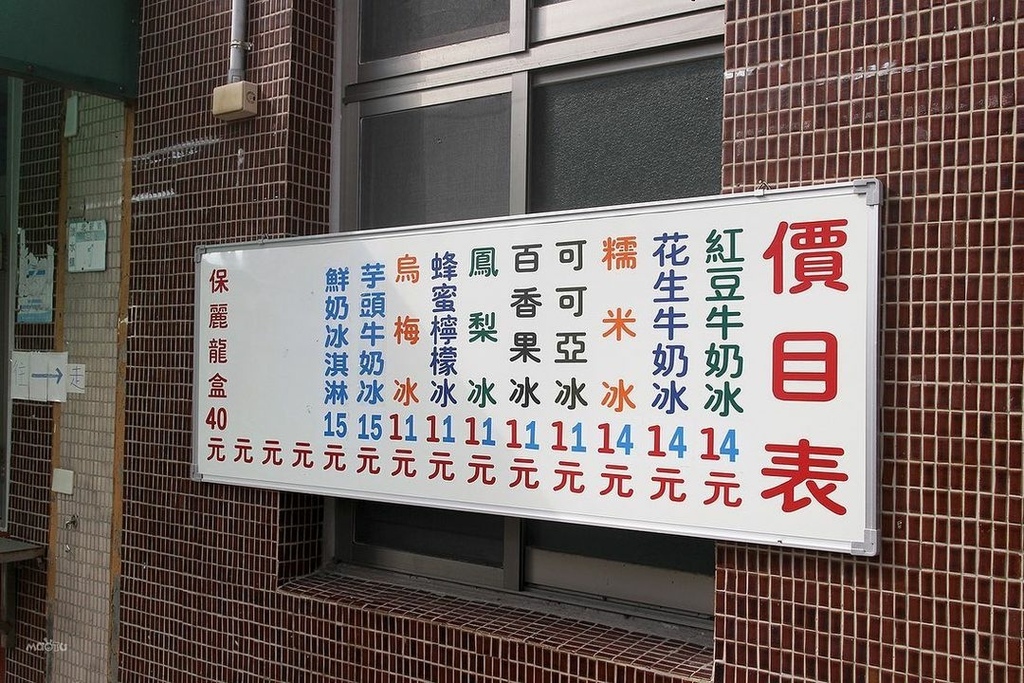 價目表
紅豆牛奶冰14元
花生牛奶冰14元
糯米冰14元
可可亞冰11元
百香果冰11元
鳳梨冰11元
蜂蜜檸檬冰11元
烏梅冰11元
芋頭牛奶冰15元
鮮奶冰淇淋15元
元
元
元
保麗龍盒40元
往→走